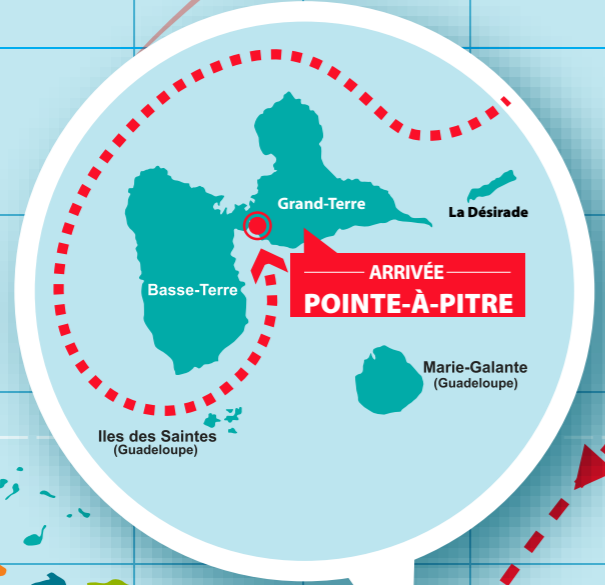 Grand-Terre
La Désirade
Basse-Terre
ARRIVÉE
POINTE-À-PITRE
Marie-Galante
(Guadeloupe)
Iles des Saintes
(Guadeloupe)